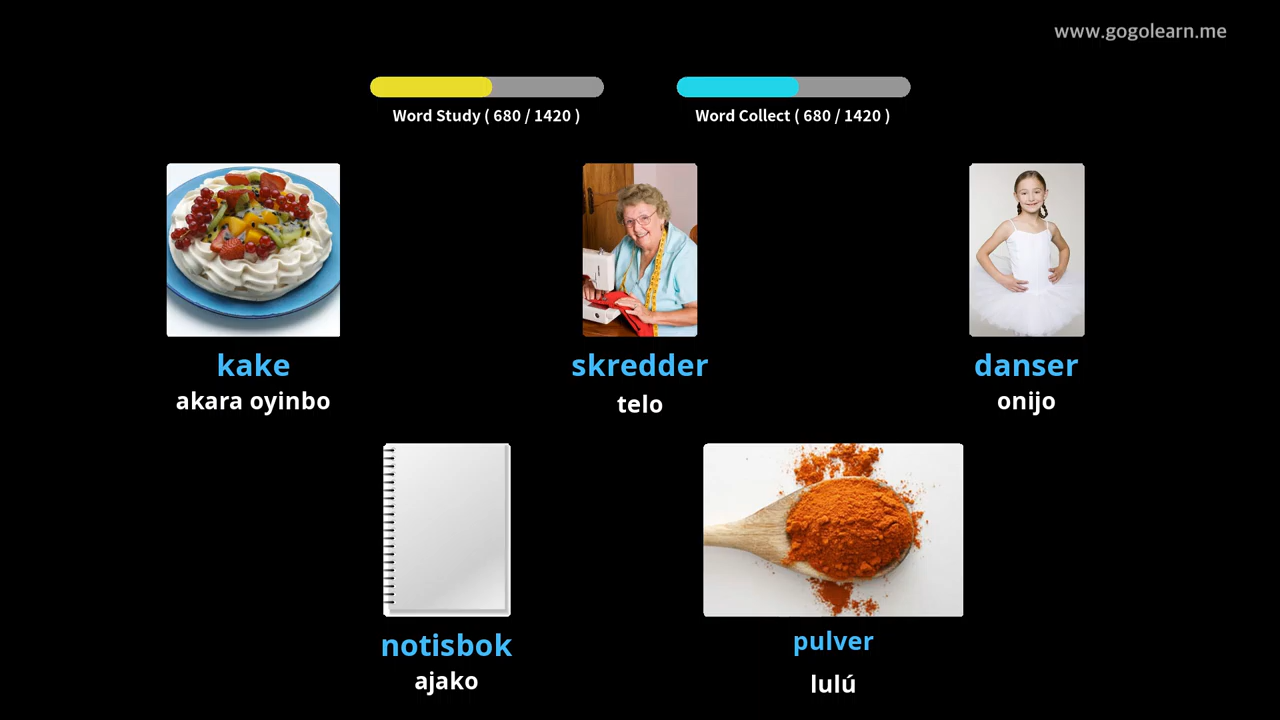 www.gogolearn.me
Word Study ( 680 / 1420 )
Word Collect ( 680 / 1420 )
kake
akara oyinbo
skredder
telo
danser
onijo
notisbok
ajako
pulver
lulú